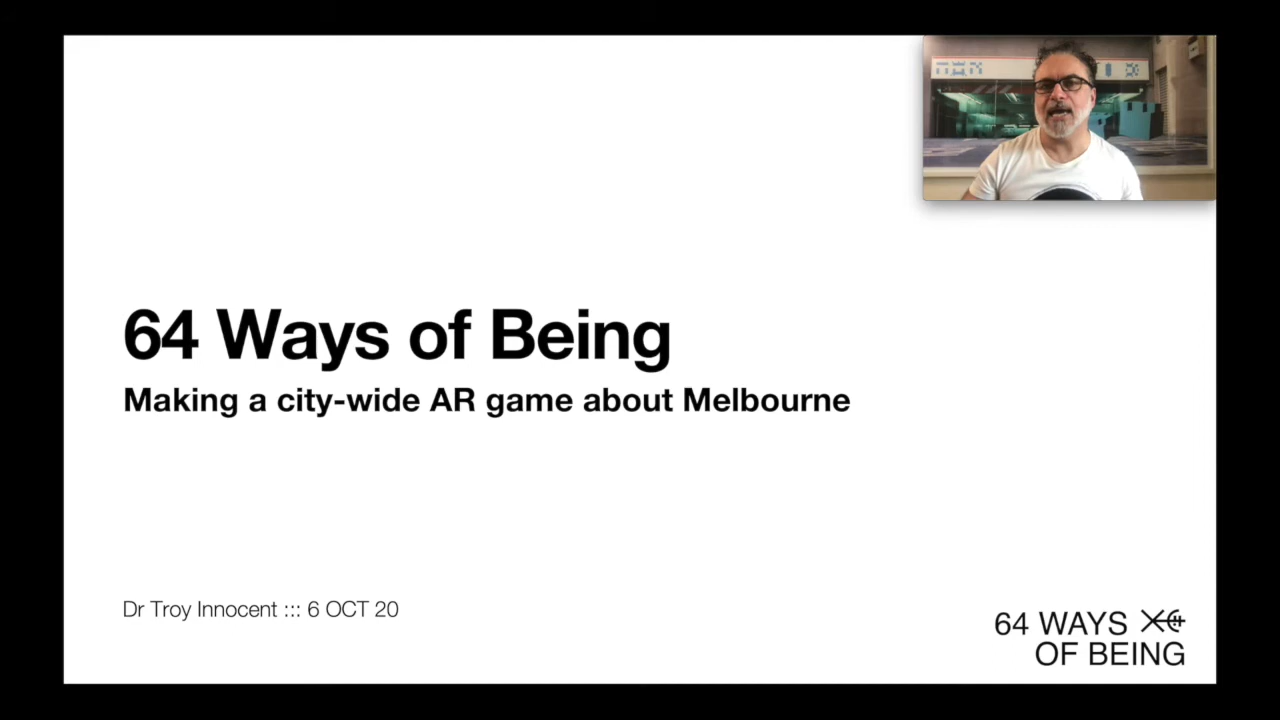 64 Ways of Being
Making a city-wide AR game about Melbourne
Dr Troy Innocent ::: 6 OCT 20
64 WAYS
OF BEING